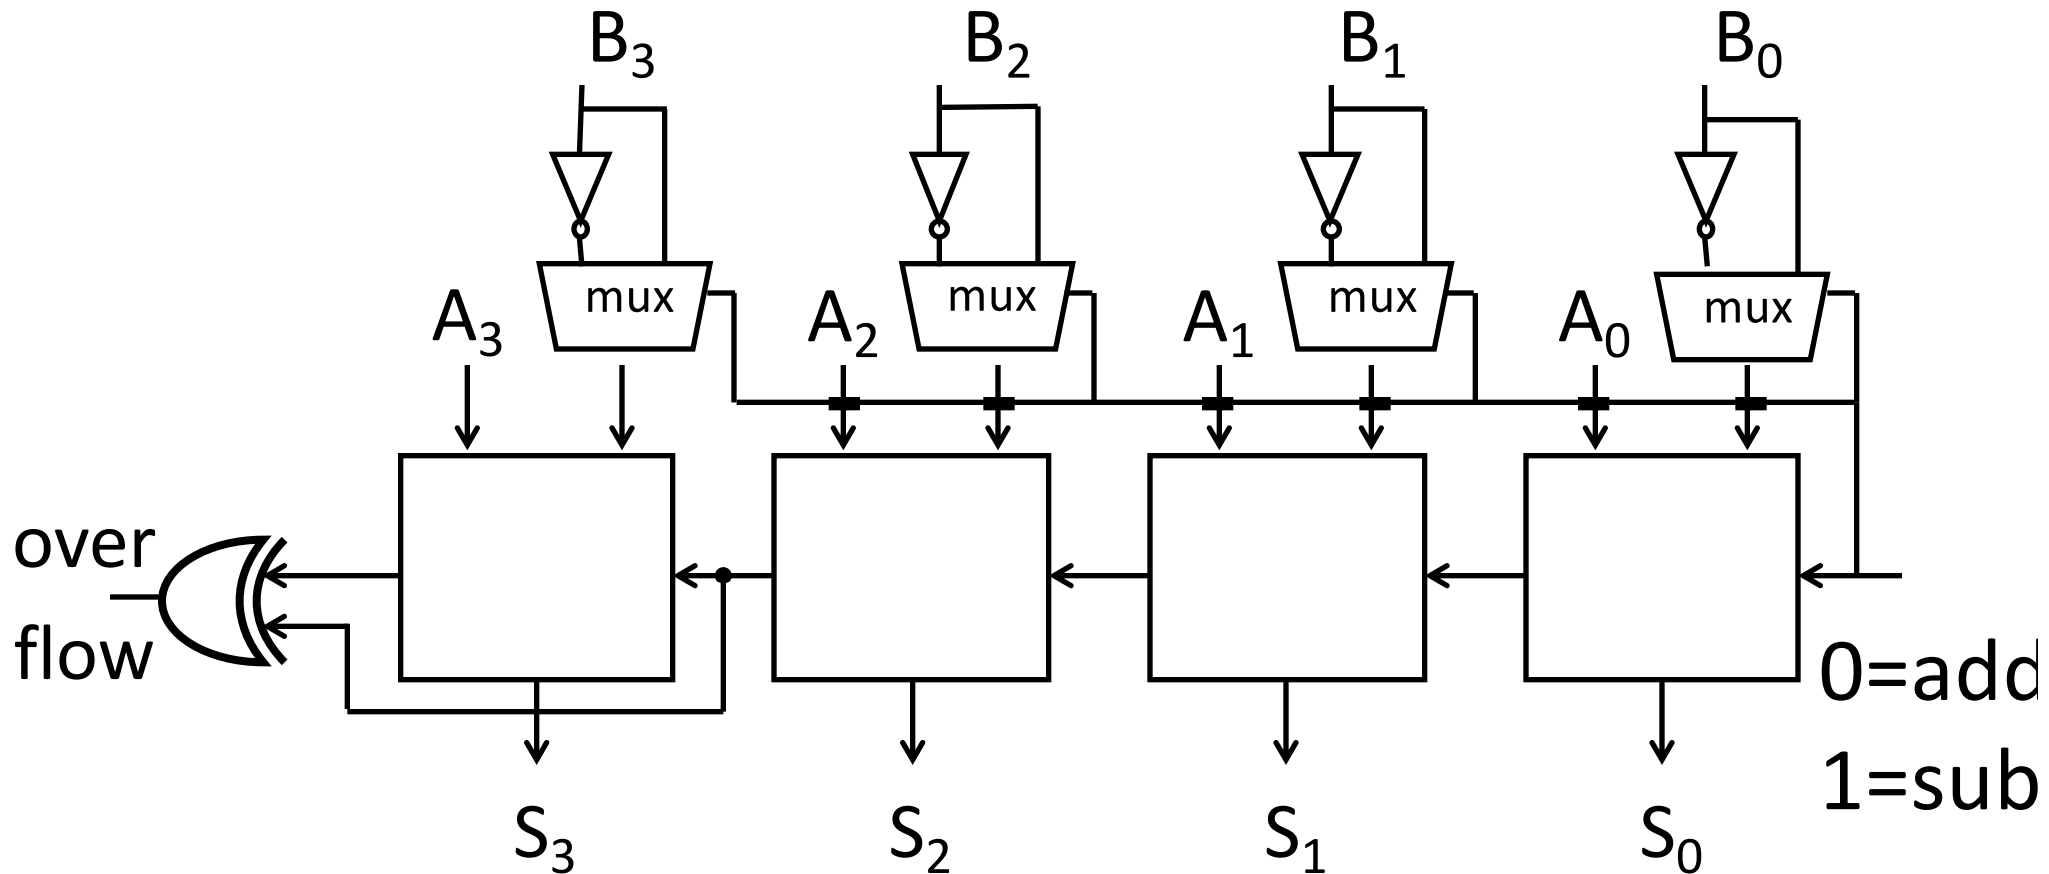 B3 B2 B1 B0
mux mux mux mux
A3 A2 A1 A0
over
flow
0=add
1=sub
S3 S2 S1 S0